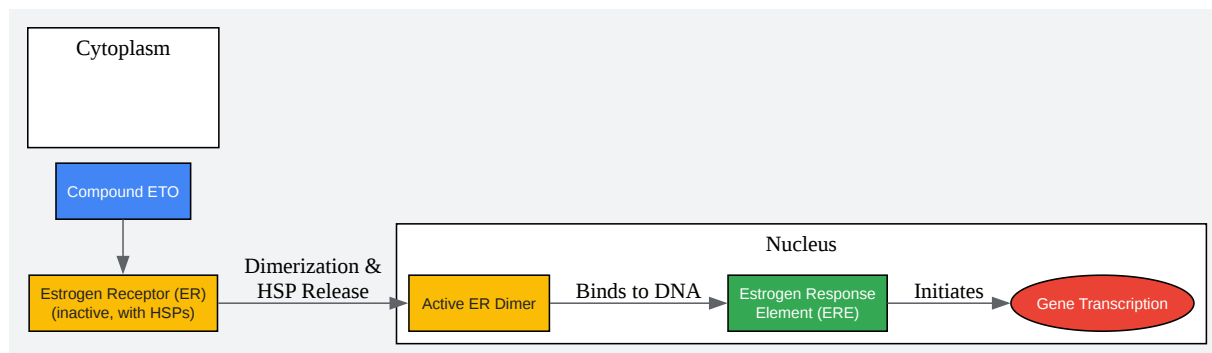 Cytoplasm
Compound ETO
Estrogen Receptor (ER)
(inactive, with HSPs)
Dimerization &
HSP Release
Nucleus
Active ER Dimer
Binds to DNA
Estrogen Response
Element (ERE)
Initiates
Gene Transcription